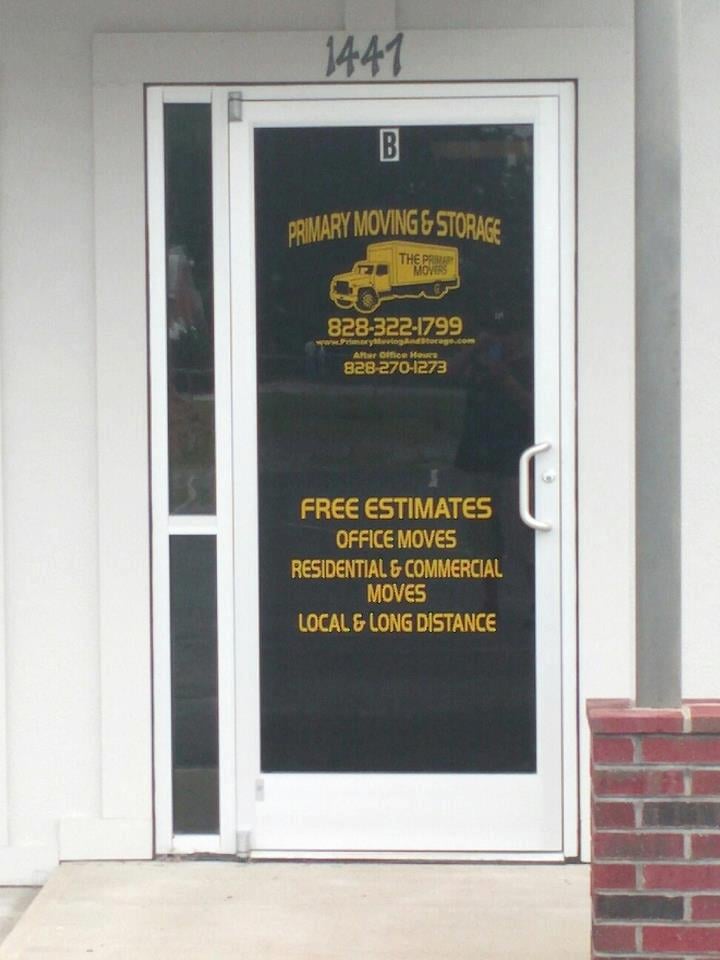 1447
B
PRIMARY MOVING & STORAGE
THE PRIMARY
MOVERS
828-322-1799
www.PrimaryMovingAndStorage.com
After Office Hours
828-270-1273
FREE ESTIMATES
OFFICE MOVES
RESIDENTIAL & COMMERCIAL
MOVES
LOCAL & LONG DISTANCE